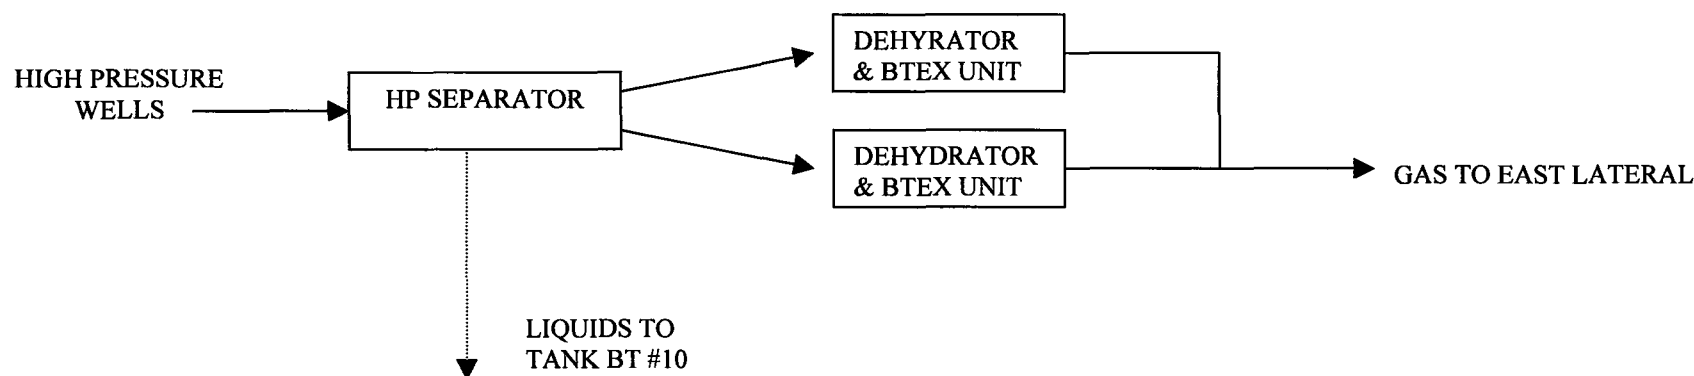 HIGH PRESSURE
WELLS
HP SEPARATOR
DEHYRATOR
& BTEX UNIT
DEHYDRATOR
& BTEX UNIT
GAS TO EAST LATERAL
LIQUIDS TO
TANK BT #10